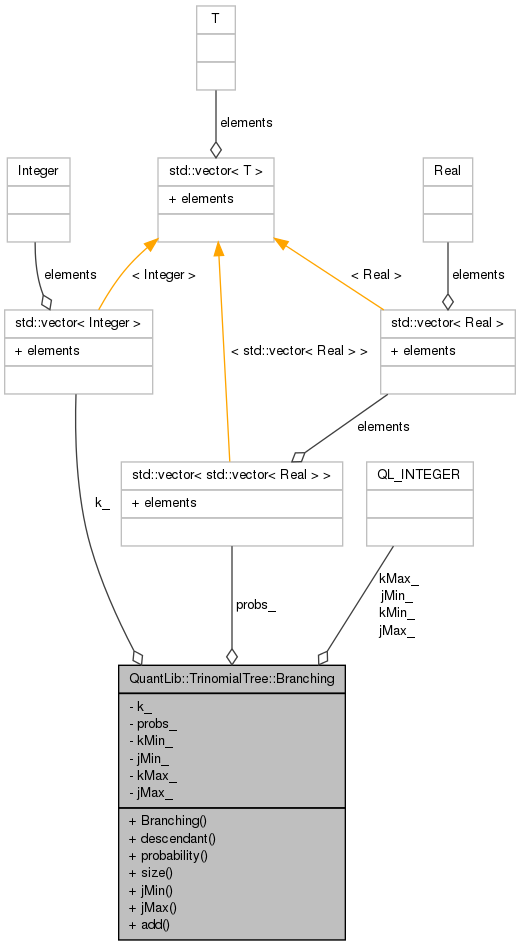 T
elements
Integer
std::vector< T >
+ elements
Real
elements
< Integer >
< Real >
elements
std::vector< Integer >
+ elements
< std::vector< Real > >
std::vector< Real >
+ elements
elements
std::vector< std::vector< Real > >
+ elements
QL_INTEGER
k_
probs_
kMax_
jMin_
kMin_
jMax_
QuantLib::TrinomialTree::Branching
- k_
- probs_
- kMin_
- jMin_
- kMax_
- jMax_
+ Branching()
+ descendant()
+ probability()
+ size()
+ jMin()
+ jMax()
+ add()